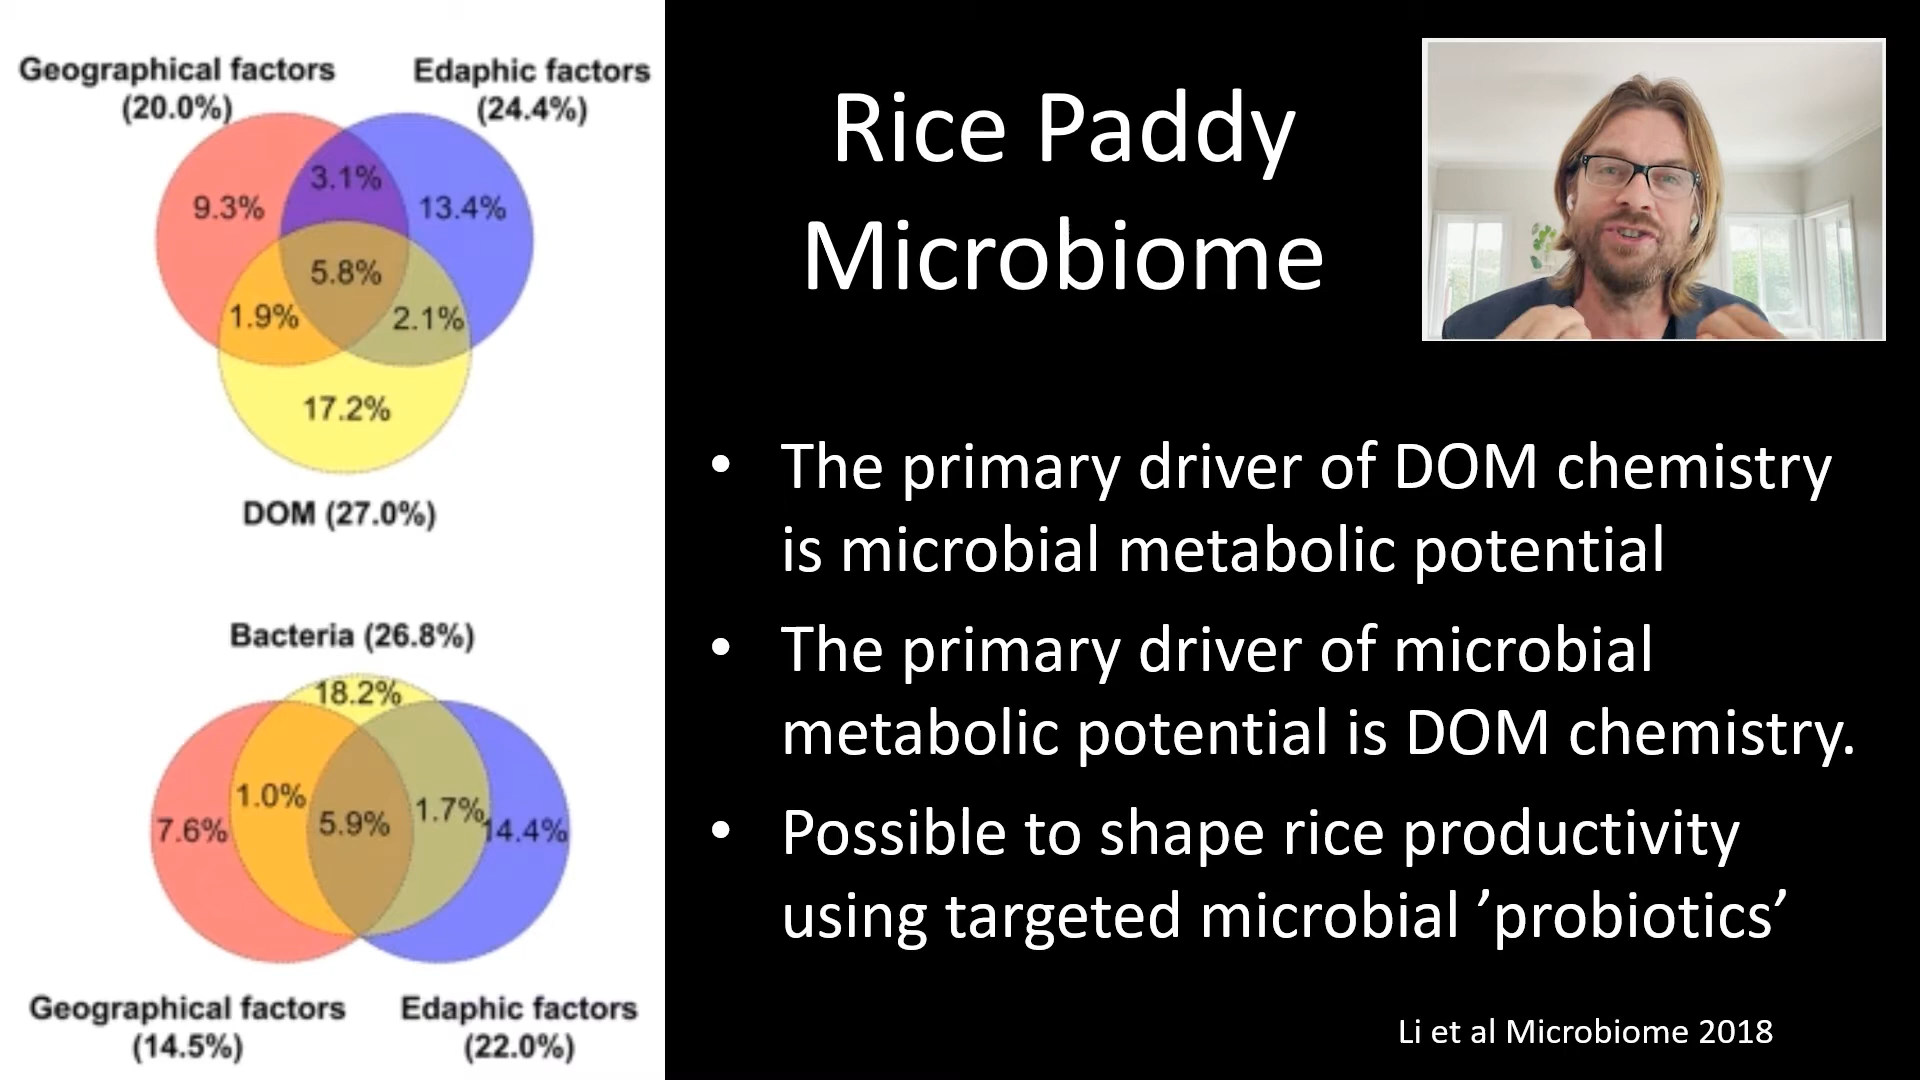 Geographical factors
(20.0%)
Edaphic factors
(24.4%)
3.1%
9.3%
13.4%
5.8%
1.9%
2.1%
17.2%
DOM (27.0%)
Bacteria (26.8%)
18.2%
1.0%
1.7%
7.6%
5.9%
14.4%
Geographical factors
(14.5%)
Edaphic factors
(22.0%)
Rice Paddy
Microbiome
• The primary driver of DOM chemistry
is microbial metabolic potential
• The primary driver of microbial
metabolic potential is DOM chemistry.
• Possible to shape rice productivity
using targeted microbial ’probiotics’
Li et al Microbiome 2018